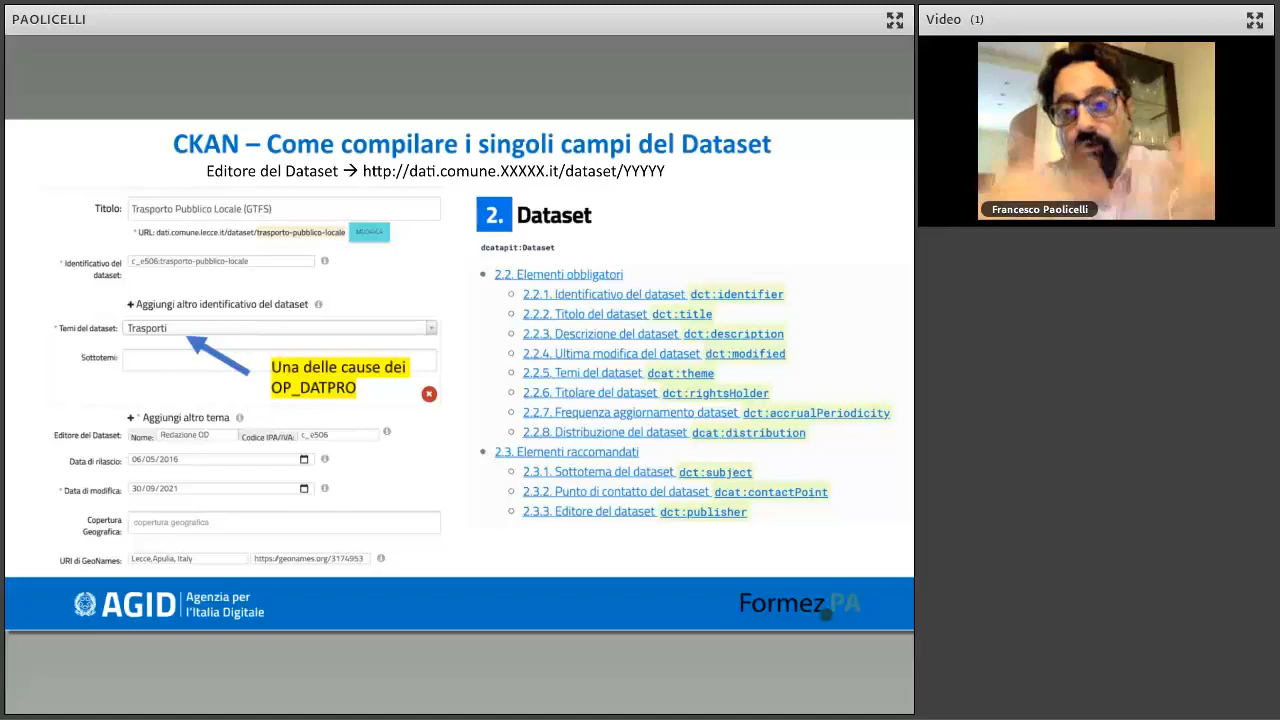 PAOLICELLI
Video (1)
Francesco Paolicelli
CKAN – Come compilare i singoli campi del Dataset
Editore del Dataset → http://dati.comune.XXXXX.it/dataset/YYYYY
Titolo: Trasporto Pubblico Locale (GTFS)
* URL: dati.comune.lecce.it/dataset/trasporto-pubblico-locale MODIFICA
* Identificativo del dataset: c_e506:trasporto-pubblico-locale
+ Aggiungi altro identificativo del dataset
* Temi del dataset: Trasporti
Sottotemi:
Una delle cause dei
OP_DATPRO
+ * Aggiungi altro tema
Editore del Dataset: Nome: Redazione OD Codice IPA/IVA: c_e506
Data di rilascio: 06/05/2016
* Data di modifica: 30/09/2021
Copertura Geografica: copertura geografica
URI di GeoNames: Lecce,Apulia, Italy https://geonames.org/3174953
2. Dataset
dcatapit:Dataset
2.2. Elementi obbligatori
2.2.1. Identificativo del dataset dct:identifier
2.2.2. Titolo del dataset dct:title
2.2.3. Descrizione del dataset dct:description
2.2.4. Ultima modifica del dataset dct:modified
2.2.5. Temi del dataset dcat:theme
2.2.6. Titolare del dataset dct:rightsHolder
2.2.7. Frequenza aggiornamento dataset dct:accrualPeriodicity
2.2.8. Distribuzione del dataset dcat:distribution
2.3. Elementi raccomandati
2.3.1. Sottotema del dataset dct:subject
2.3.2. Punto di contatto del dataset dcat:contactPoint
2.3.3. Editore del dataset dct:publisher
AGID Agenzia per
l'Italia Digitale
Formez PA